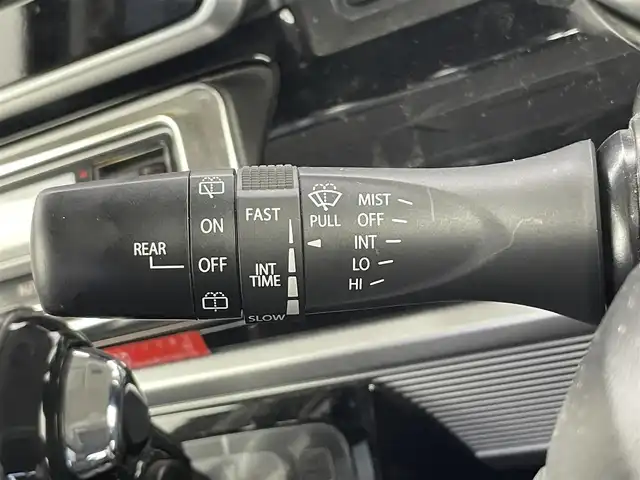 REAR
ON
OFF
FAST
INT
TIME
SLOW
PULL
MIST
OFF
INT
LO
HI